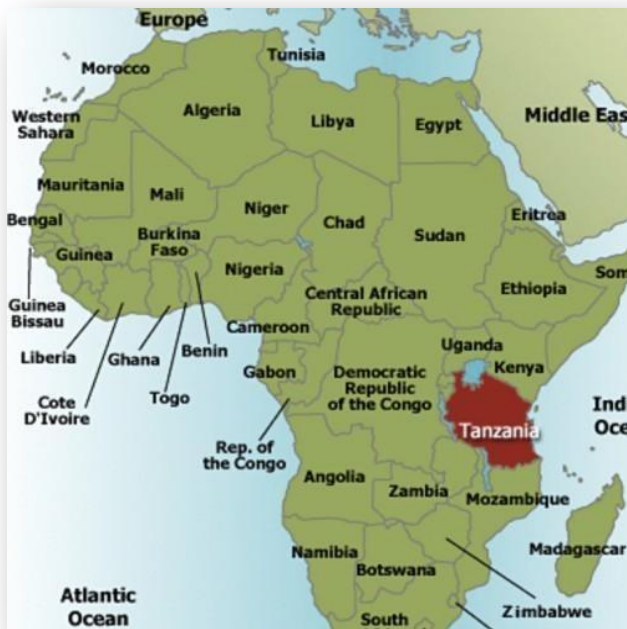 Europe
Tunisia
Morocco
Algeria
Libya
Egypt
Middle Eas
Western
Sahara
Mauritania
Mali
Niger
Chad
Sudan
Eritrea
Bengal
Guinea
Burkina
Faso
Nigeria
Ethiopia
Som
Central African
Republic
Guinea
Bissau
Liberia
Ghana
Benin
Togo
Cote
D'Ivoire
Cameroon
Gabon
Democratic
Republic
of the Congo
Uganda
Kenya
Rep. of
the Congo
Tanzania
Ind
Oce
Angolia
Zambia
Mozambique
Madagascar
Namibia
Botswana
Zimbabwe
South
Atlantic
Ocean